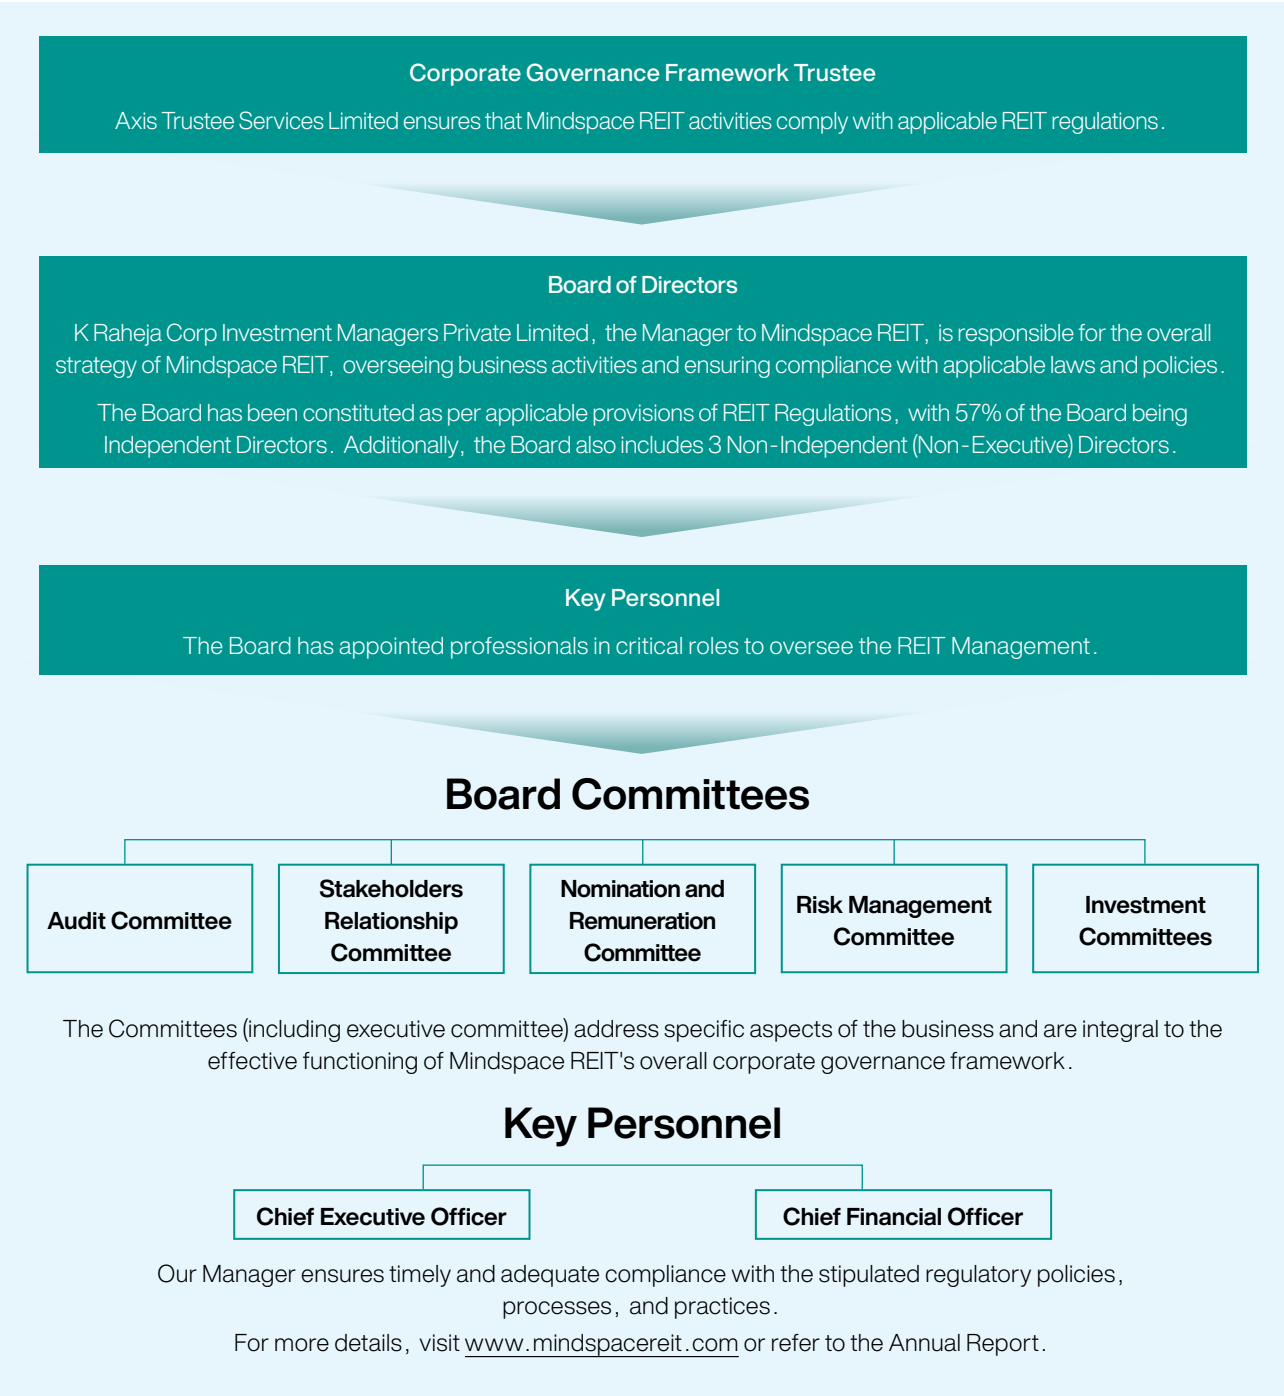 Corporate Governance Framework Trustee
Axis Trustee Services Limited ensures that Mindspace REIT activities comply with applicable REIT regulations.
Board of Directors
K Raheja Corp Investment Managers Private Limited, the Manager to Mindspace REIT, is responsible for the overall
strategy of Mindspace REIT, overseeing business activities and ensuring compliance with applicable laws and policies.
The Board has been constituted as per applicable provisions of REIT Regulations, with 57% of the Board being
Independent Directors. Additionally, the Board also includes 3 Non-Independent (Non-Executive) Directors.
Key Personnel
The Board has appointed professionals in critical roles to oversee the REIT Management.
Board Committees
Audit Committee
Stakeholders
Relationship
Committee
Nomination and
Remuneration
Committee
Risk Management
Committee
Investment
Committees
The Committees (including executive committee) address specific aspects of the business and are integral to the
effective functioning of Mindspace REIT's overall corporate governance framework.
Key Personnel
Chief Executive Officer
Chief Financial Officer
Our Manager ensures timely and adequate compliance with the stipulated regulatory policies,
processes, and practices.
For more details, visit www.mindspacereit.com or refer to the Annual Report.